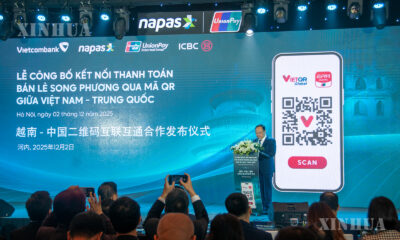 napas
UnionPay
Vietcombank napas UnionPay ICBC
LỄ CÔNG BỐ KẾT NỐI THANH TOÁN
BÁN LẺ SONG PHƯƠNG QUA MÃ QR
GIỮA VIỆT NAM - TRUNG QUỐC
Hà Nội, ngày 02 tháng 12 năm 2025
越南 - 中国二维码互联互通合作发布仪式
河内, 2025年12月2日
VIETQR
Global
SCAN
XINHUA
XINHUA
XINHUA
XINHUA